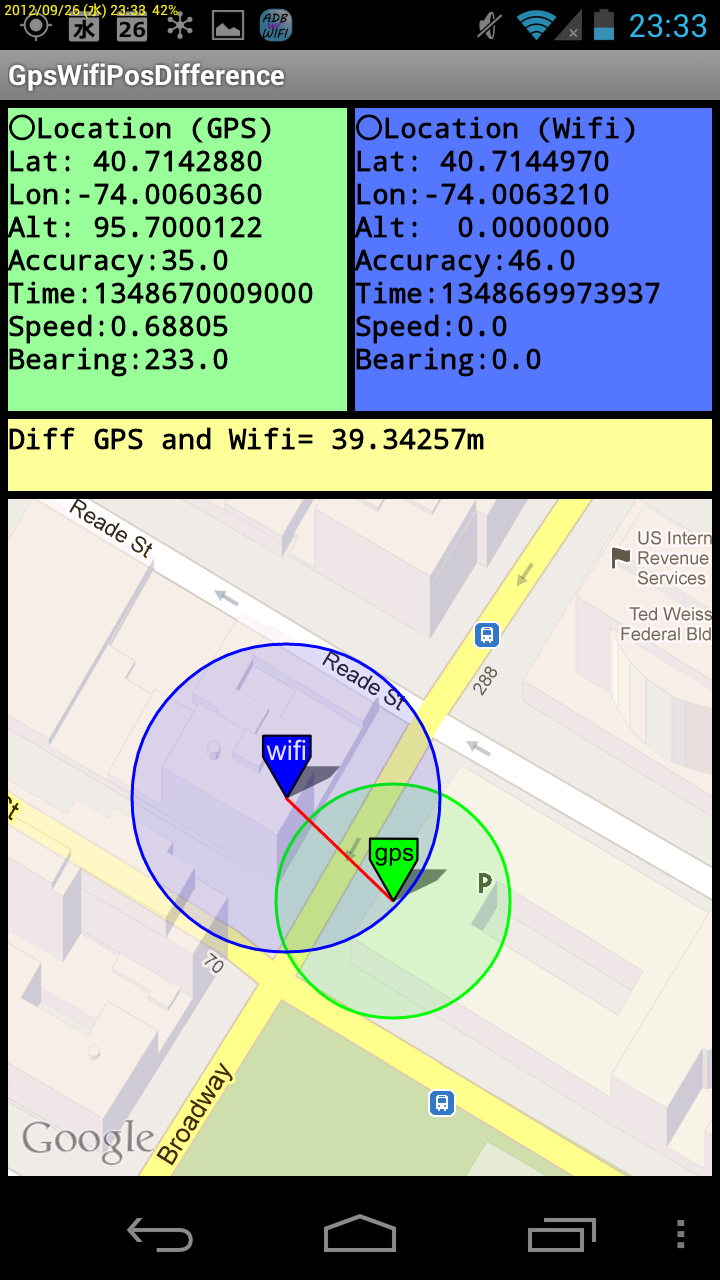 2012/09/26 (水) 23:33 42%
水
26
ADB
WIFI
23:33
GpsWifiPosDifference
○Location (GPS)
Lat: 40.7142880
Lon:-74.0060360
Alt: 95.7000122
Accuracy:35.0
Time:1348670009000
Speed:0.68805
Bearing:233.0
○Location (Wifi)
Lat: 40.7144970
Lon:-74.0063210
Alt:  0.0000000
Accuracy:46.0
Time:1348669973937
Speed:0.0
Bearing:0.0
Diff GPS and Wifi= 39.34257m
Reade St
US Intern
Revenue
Services
Ted Weiss
Federal Bld
288
Reade St
wifi
St
gps
P
70
Broadway
Google